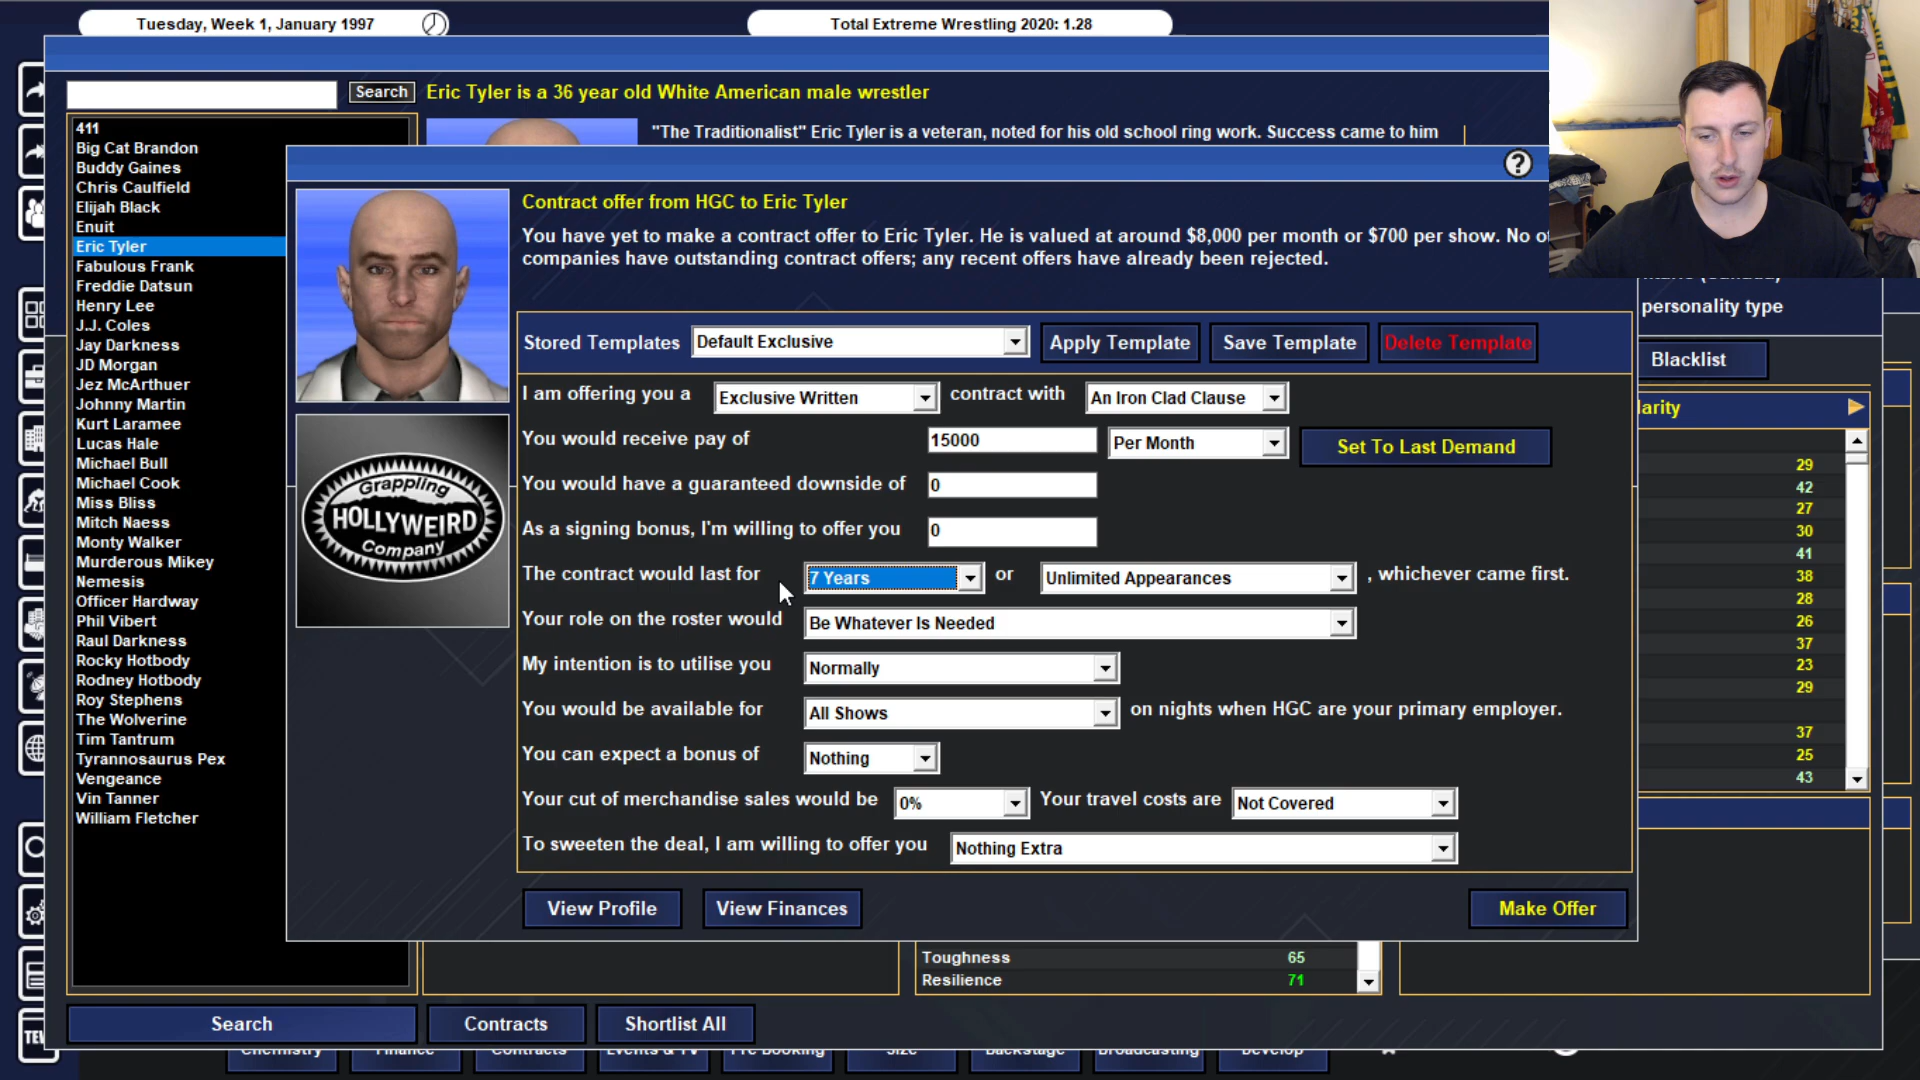 Tuesday, Week 1, January 1997
Total Extreme Wrestling 2020: 1.28
Search
Eric Tyler is a 36 year old White American male wrestler
"The Traditionalist" Eric Tyler is a veteran, noted for his old school ring work. Success came to him
411
Big Cat Brandon
Buddy Gaines
Chris Caulfield
Elijah Black
Enuit
Eric Tyler
Fabulous Frank
Freddie Datsun
Henry Lee
J.J. Coles
Jay Darkness
JD Morgan
Jez McArthuer
Johnny Martin
Kurt Laramee
Lucas Hale
Michael Bull
Michael Cook
Miss Bliss
Mitch Naess
Monty Walker
Murderous Mikey
Nemesis
Officer Hardway
Phil Vibert
Raul Darkness
Rocky Hotbody
Rodney Hotbody
Roy Stephens
The Wolverine
Tim Tantrum
Tyrannosaurus Pex
Vengeance
Vin Tanner
William Fletcher
?
Contract offer from HGC to Eric Tyler
You have yet to make a contract offer to Eric Tyler. He is valued at around $8,000 per month or $700 per show. No
companies have outstanding contract offers; any recent offers have already been rejected.
Grappling
HOLLYWEIRD
Company
Stored Templates Default Exclusive Apply Template Save Template Delete Template
I am offering you a Exclusive Written contract with An Iron Clad Clause
You would receive pay of 15000 Per Month Set To Last Demand
You would have a guaranteed downside of 0
As a signing bonus, I'm willing to offer you 0
The contract would last for 7 Years or Unlimited Appearances , whichever came first.
Your role on the roster would Be Whatever Is Needed
My intention is to utilise you Normally
You would be available for All Shows on nights when HGC are your primary employer.
You can expect a bonus of Nothing
Your cut of merchandise sales would be 0% Your travel costs are Not Covered
To sweeten the deal, I am willing to offer you Nothing Extra
View Profile View Finances Make Offer
personality type
Blacklist
larity
29
42
27
30
41
38
28
26
37
23
29
37
25
43
Toughness 65
Resilience 71
Search Contracts Shortlist All
Chemistry Finance Contracts Events & TV Pre Booking Size Backstage Broadcasting Develop